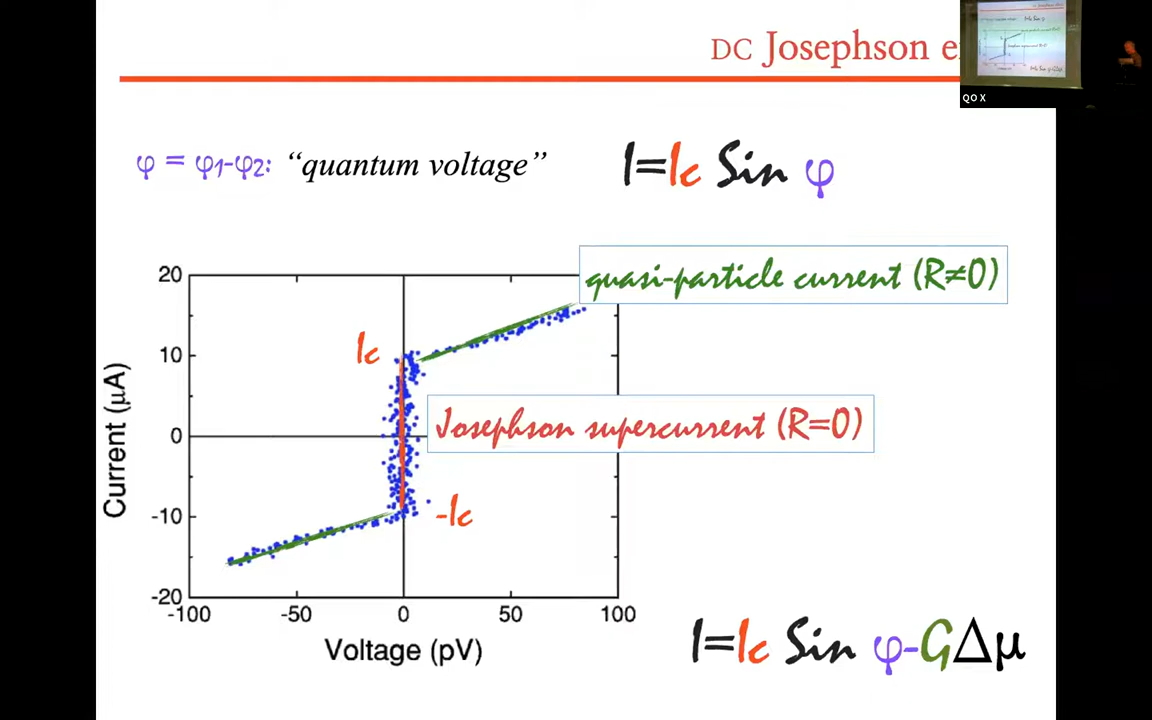 DC Josephson e
QO X
φ = φ1-φ2: “quantum voltage”
I=Ic Sin φ
quasi-particle current (R≠0)
Josephson supercurrent (R=0)
Ic
-Ic
Current (μA)
20
10
0
-10
-20
-100 -50 0 50 100
Voltage (pV)
I=Ic Sin φ-GΔμ